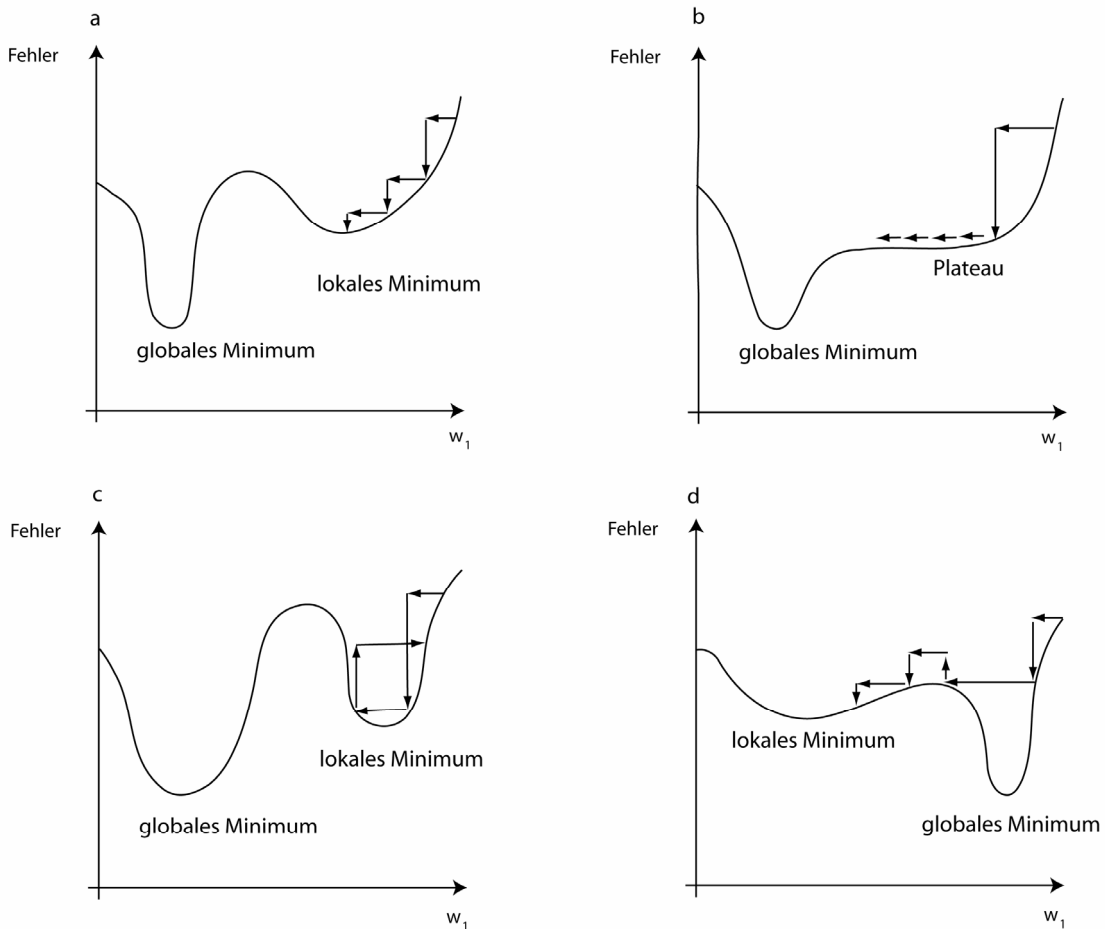 a
Fehler
lokales Minimum
globales Minimum
w1
b
Fehler
Plateau
globales Minimum
w1
c
Fehler
lokales Minimum
globales Minimum
w1
d
Fehler
lokales Minimum
globales Minimum
w1